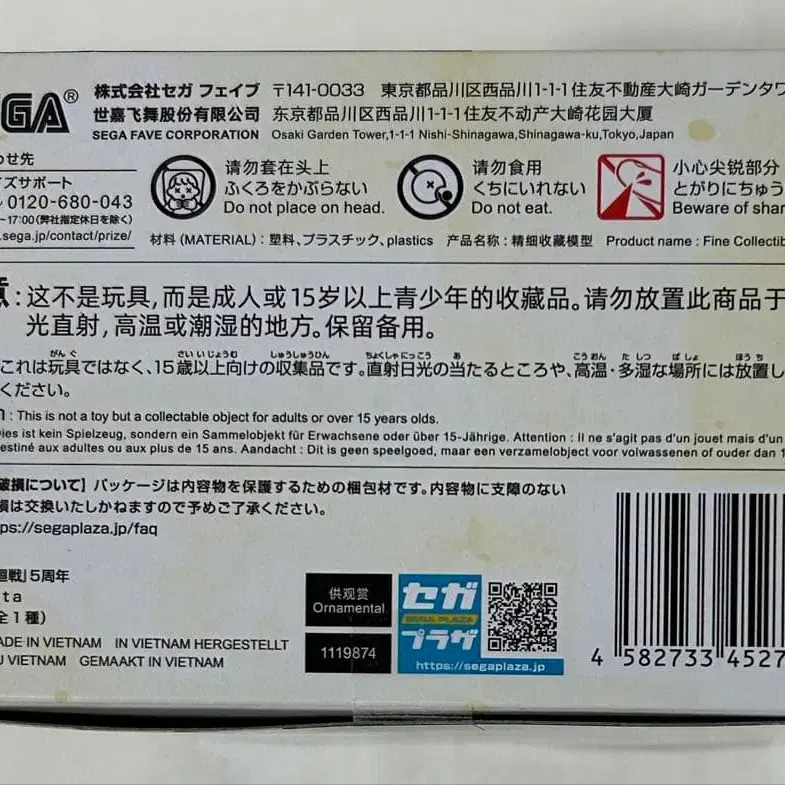 SEGA®
株式会社セガ フェイブ 〒141-0033 東京都品川区西品川1-1-1住友不動産大崎ガーデンタワ
世嘉飞舞股份有限公司 东京都品川区西品川1-1-1住友不动产大崎花园大厦
SEGA FAVE CORPORATION Osaki Garden Tower,1-1-1 Nishi-Shinagawa,Shinagawa-ku,Tokyo,Japan
わせ先
イズサポート
0120-680-043
17:00(弊社指定休日を除く)
.sega.jp/contact/prize/
请勿套在头上
ふくろをかぶらない
Do not place on head.
请勿食用
くちにいれない
Do not eat.
小心尖锐部分
とがりにちゅう
Beware of shar
材料 (MATERIAL) : 塑料、プラスチック、plastics 产品名称 : 精细收藏模型 Product name : Fine Collectib
意:这不是玩具,而是成人或15岁以上青少年的收藏品。请勿放置此商品于
光直射,高温或潮湿的地方。保留备用。
これは玩具ではなく、15歳以上向けの収集品です。直射日光の当たるところや、高温・多湿な場所には放置し
ください。
n : This is not a toy but a collectable object for adults or over 15 years olds.
Dies ist kein Spielzeug, sondern ein Sammelobjekt für Erwachsene oder über 15-Jährige. Attention : Il ne s'agit pas d'un jouet mais d'un
estiné aux adultes ou aux plus de 15 ans. Aandacht : Dit is geen speelgoed, maar een verzamelobject voor volwassenen of ouder dan 1
破損について】パッケージは内容物を保護するための梱包材です。内容物に支障のない
損は交換いたしかねますので予めご了承ください。
ps://segaplaza.jp/faq
廻戦」5周年
ta
全1種)
ADE IN VIETNAM IN VIETNAM HERGESTELLT
U VIETNAM GEMAAKT IN VIETNAM
供观赏
Ornamental
1119874
セガ
SEGA PLAZA
プラザ
https://segaplaza.jp
4 582733 4527